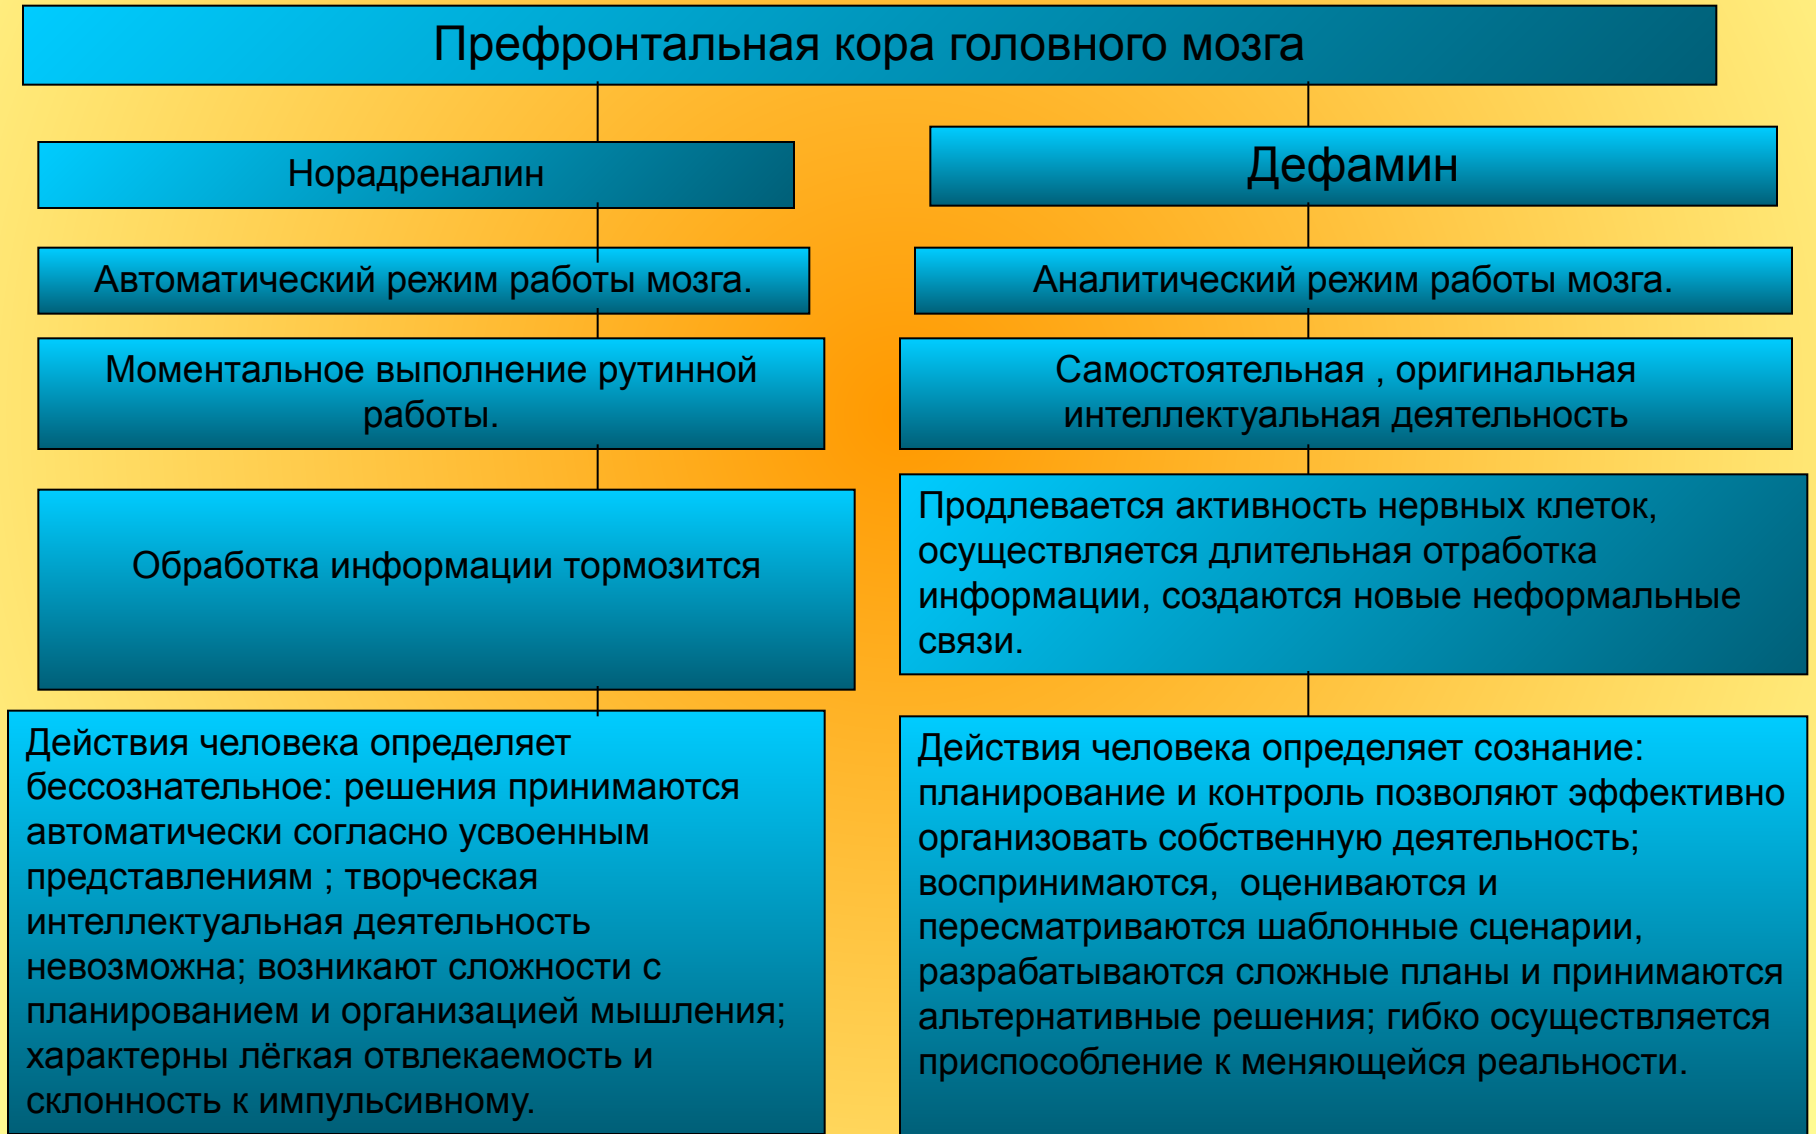 Префронтальная кора головного мозга
Норадреналин
Автоматический режим работы мозга.
Моментальное выполнение рутинной
работы.
Обработка информации тормозится
Действия человека определяет
бессознательное: решения принимаются
автоматически согласно усвоенным
представлениям ; творческая
интеллектуальная деятельность
невозможна; возникают сложности с
планированием и организацией мышления;
характерны лёгкая отвлекаемость и
склонность к импульсивному.
Дефамин
Аналитический режим работы мозга.
Самостоятельная , оригинальная
интеллектуальная деятельность
Продлевается активность нервных клеток,
осуществляется длительная отработка
информации, создаются новые неформальные
связи.
Действия человека определяет сознание:
планирование и контроль позволяют эффективно
организовать собственную деятельность;
воспринимаются,  оцениваются и
пересматриваются шаблонные сценарии,
разрабатываются сложные планы и принимаются
альтернативные решения; гибко осуществляется
приспособление к меняющейся реальности.